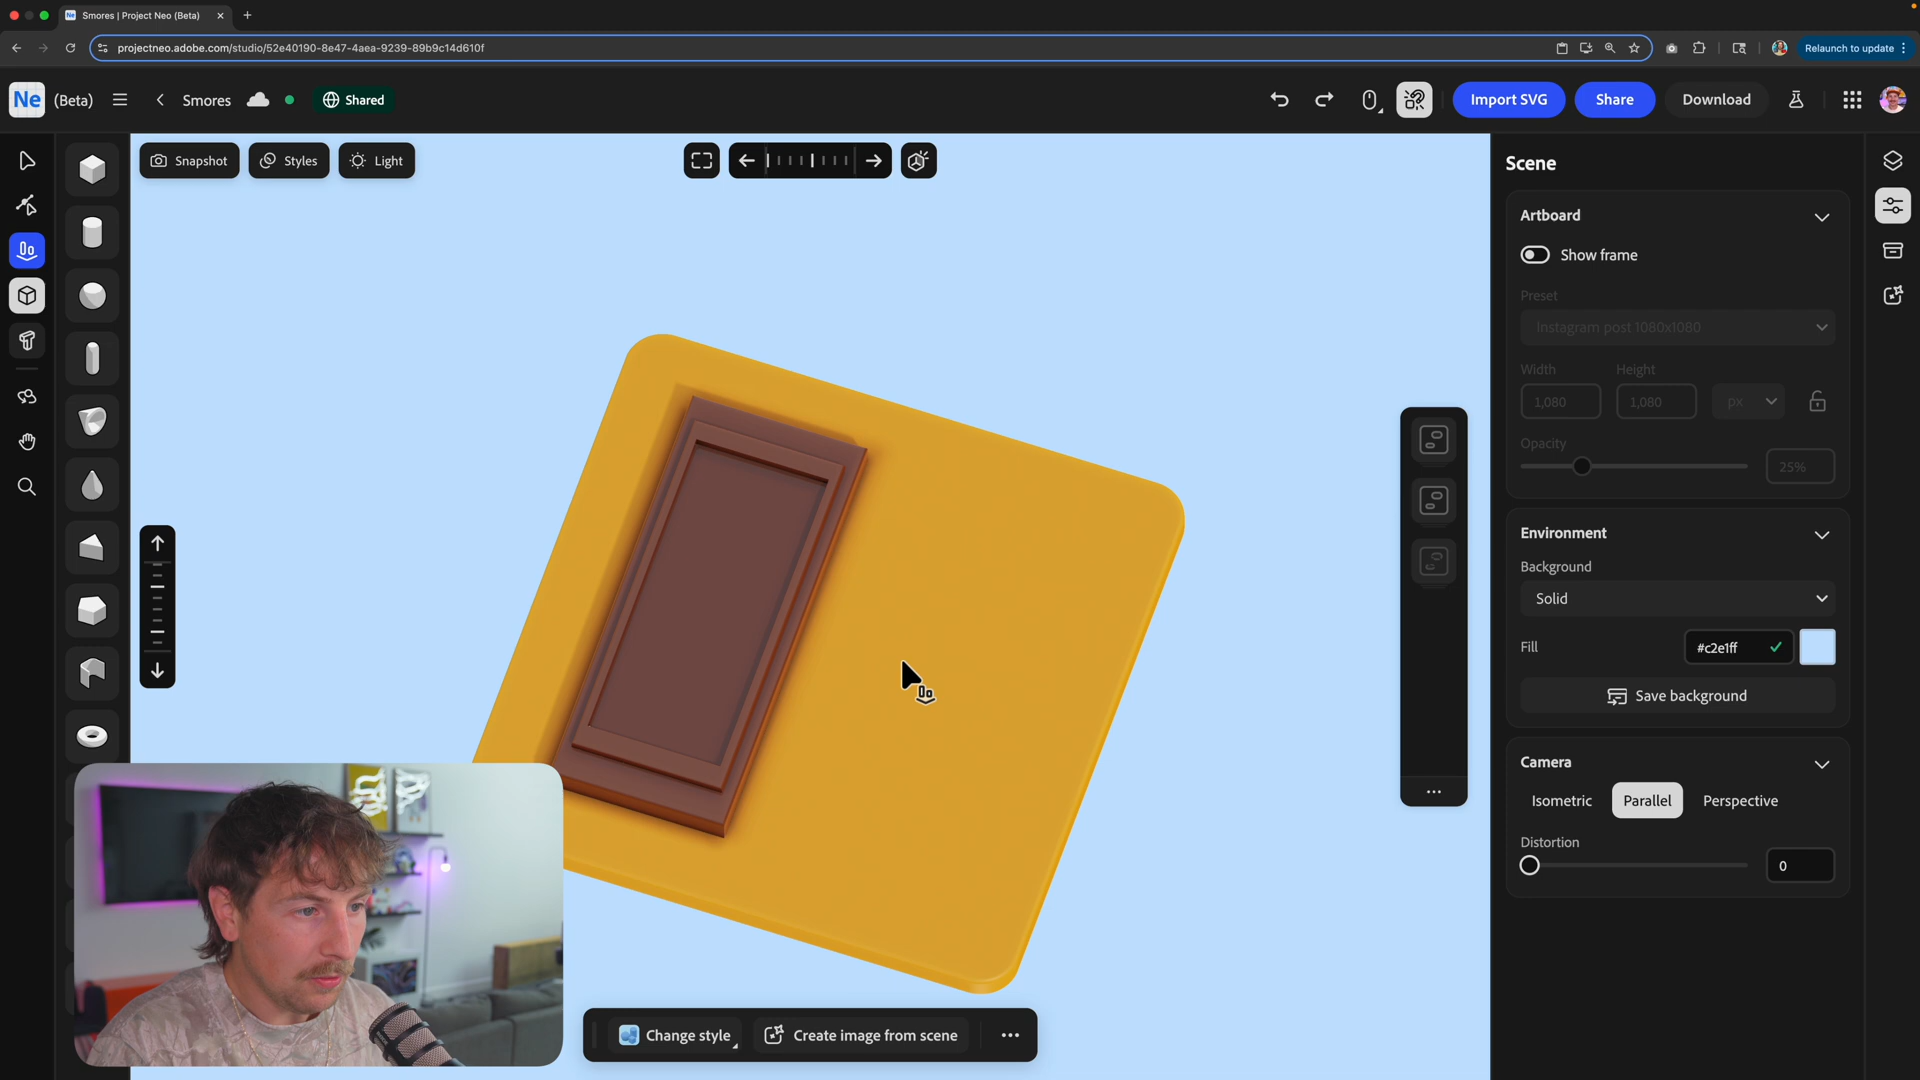 Ne
Smores | Project Neo (Beta)
projectneo.adobe.com/studio/52e40190-8e47-4aea-9239-89b9c14d610f
Relaunch to update
Ne
(Beta)
Smores
Shared
Import SVG
Share
Download
Snapshot
Styles
Light
Scene
Artboard
Show frame
Preset
Instagram post 1080x1080
Width
Height
1,080
1,080
px
Opacity
25%
Environment
Background
Solid
Fill
#c2e1ff
Save background
Camera
Isometric
Parallel
Perspective
Distortion
0
Change style
Create image from scene